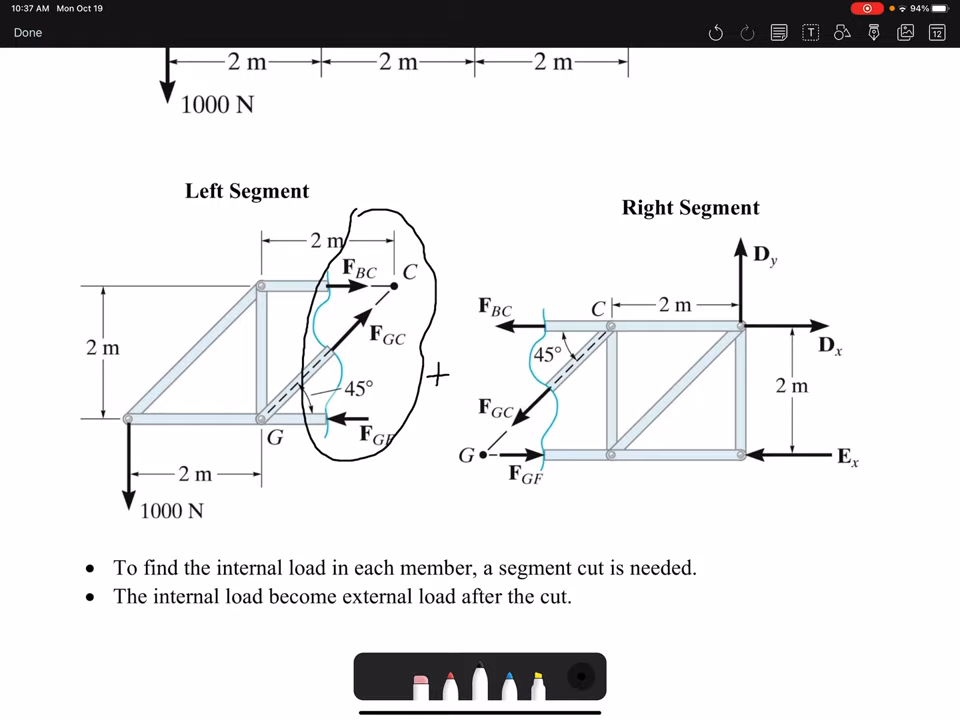 10:37 AM Mon Oct 19
94%
Done
T
12
2 m
2 m
2 m
1000 N
Left Segment
Right Segment
2 m
F_BC
C
F_GC
2 m
45°
F_GF
G
2 m
1000 N
+
D_y
F_BC
C
2 m
D_x
45°
2 m
F_GC
G
F_GF
E_x
• To find the internal load in each member, a segment cut is needed.
• The internal load become external load after the cut.